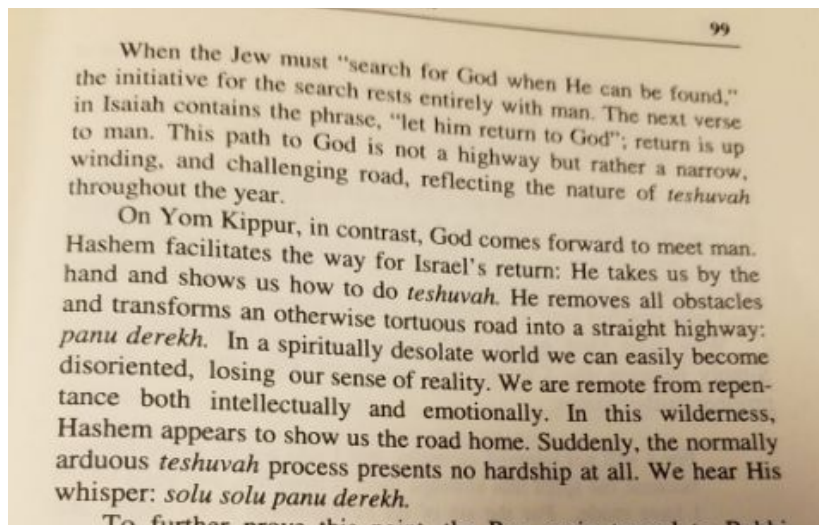 99
When the Jew must "search for God when He can be found,"
the initiative for the search rests entirely with man. The next verse
in Isaiah contains the phrase, "let him return to God"; return is up
to man. This path to God is not a highway but rather a narrow,
winding, and challenging road, reflecting the nature of teshuvah
throughout the year.
On Yom Kippur, in contrast, God comes forward to meet man.
Hashem facilitates the way for Israel's return: He takes us by the
hand and shows us how to do teshuvah. He removes all obstacles
and transforms an otherwise tortuous road into a straight highway:
panu derekh. In a spiritually desolate world we can easily become
disoriented, losing our sense of reality. We are remote from repen-
tance both intellectually and emotionally. In this wilderness,
Hashem appears to show us the road home. Suddenly, the normally
arduous teshuvah process presents no hardship at all. We hear His
whisper: solu solu panu derekh.
To further prove this point, the